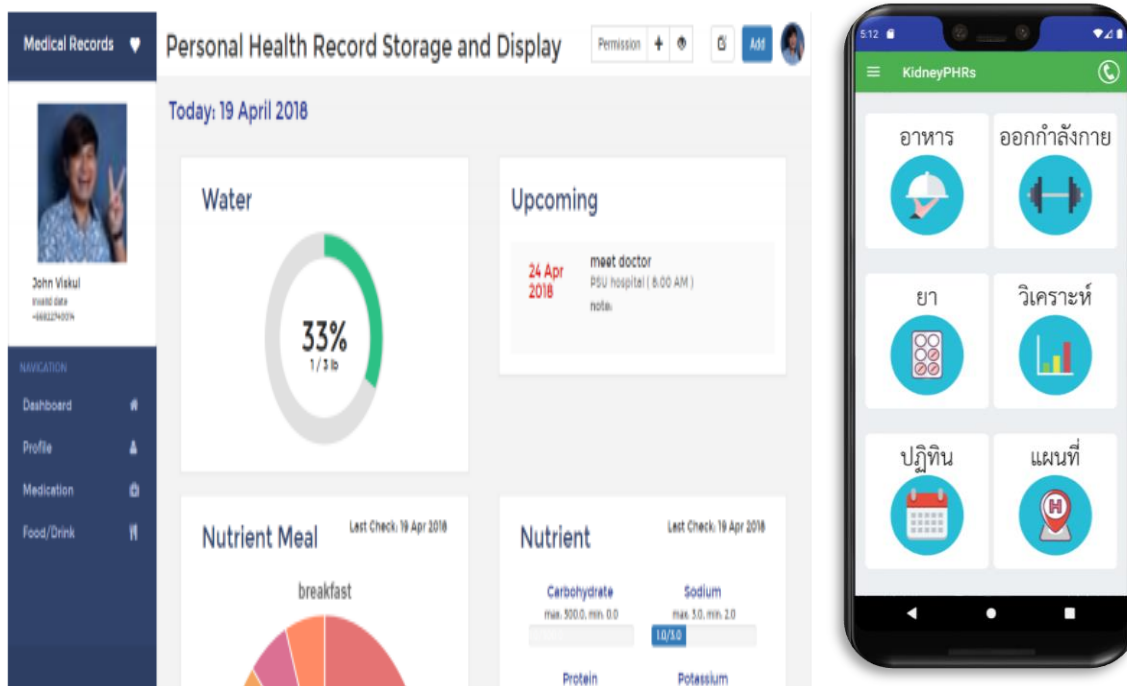 Medical Records
Personal Health Record Storage and Display
Permission
Add
Today: 19 April 2018
John Viskul
Invalid date
NAVIGATION
Dashboard
Profile
Medication
Food/Drink
Water
33%
1 / 3 lb
Upcoming
24 Apr
2018
meet doctor
PSU hospital ( 8:00 AM )
note:
Nutrient Meal
Last Check: 19 Apr 2018
breakfast
Nutrient
Last Check: 19 Apr 2018
Carbohydrate
max. 300.0, min. 0.0
Sodium
max. 3.0, min. 2.0
1.0/3.0
Protein
Potassium
5:12
KidneyPHRs
อาหาร
ออกกำลังกาย
ยา
วิเคราะห์
ปฏิทิน
แผนที่
H